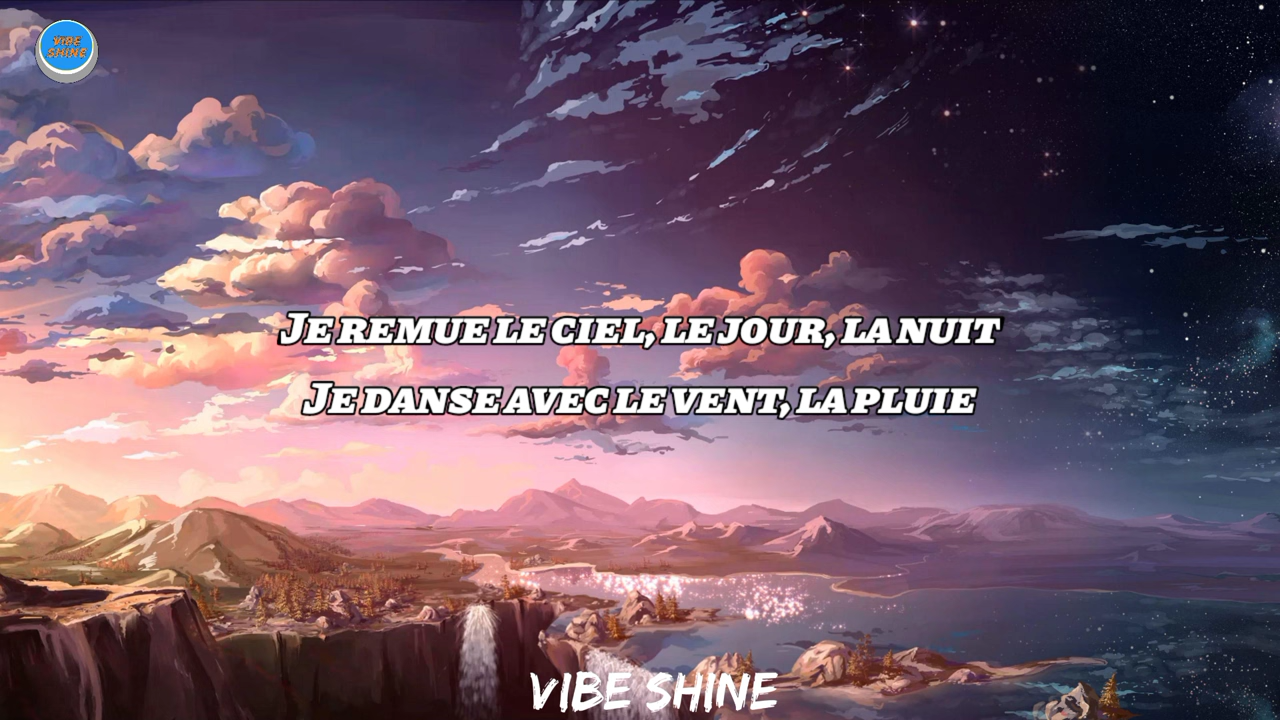 VIBE
SHINE
Je remue le ciel, le jour, la nuit
Je danse avec le vent, la pluie
VIBE SHINE